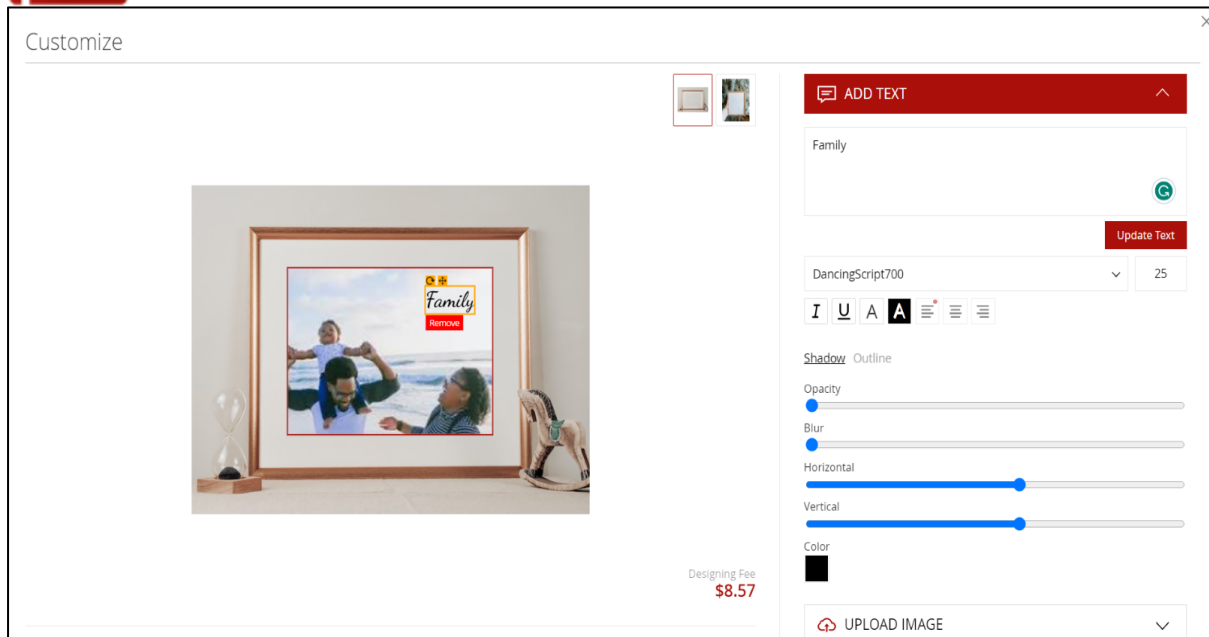 Customize
ADD TEXT
Family
Update Text
DancingScript700
25
I U A A
Shadow Outline
Opacity
Blur
Horizontal
Vertical
Color
Family
Remove
Designing Fee
$8.57
UPLOAD IMAGE